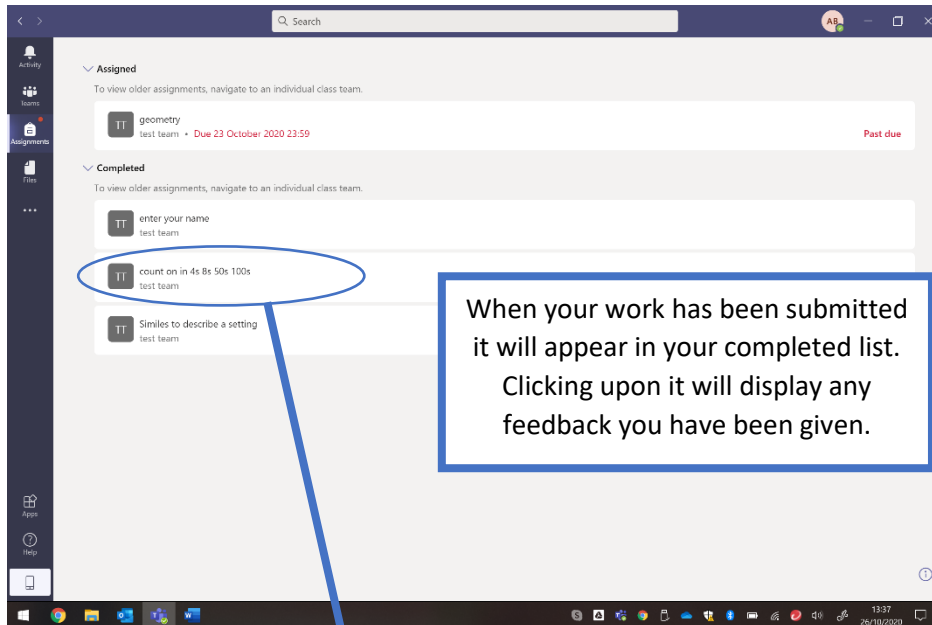 Search
AB
Activity
Teams
Assignments
Files
Apps
Help
Assigned
To view older assignments, navigate to an individual class team.
TT
geometry
test team • Due 23 October 2020 23:59
Past due
Completed
To view older assignments, navigate to an individual class team.
TT
enter your name
test team
TT
count on in 4s 8s 50s 100s
test team
TT
Similes to describe a setting
test team
When your work has been submitted
it will appear in your completed list.
Clicking upon it will display any
feedback you have been given.
13:37
26/10/2020